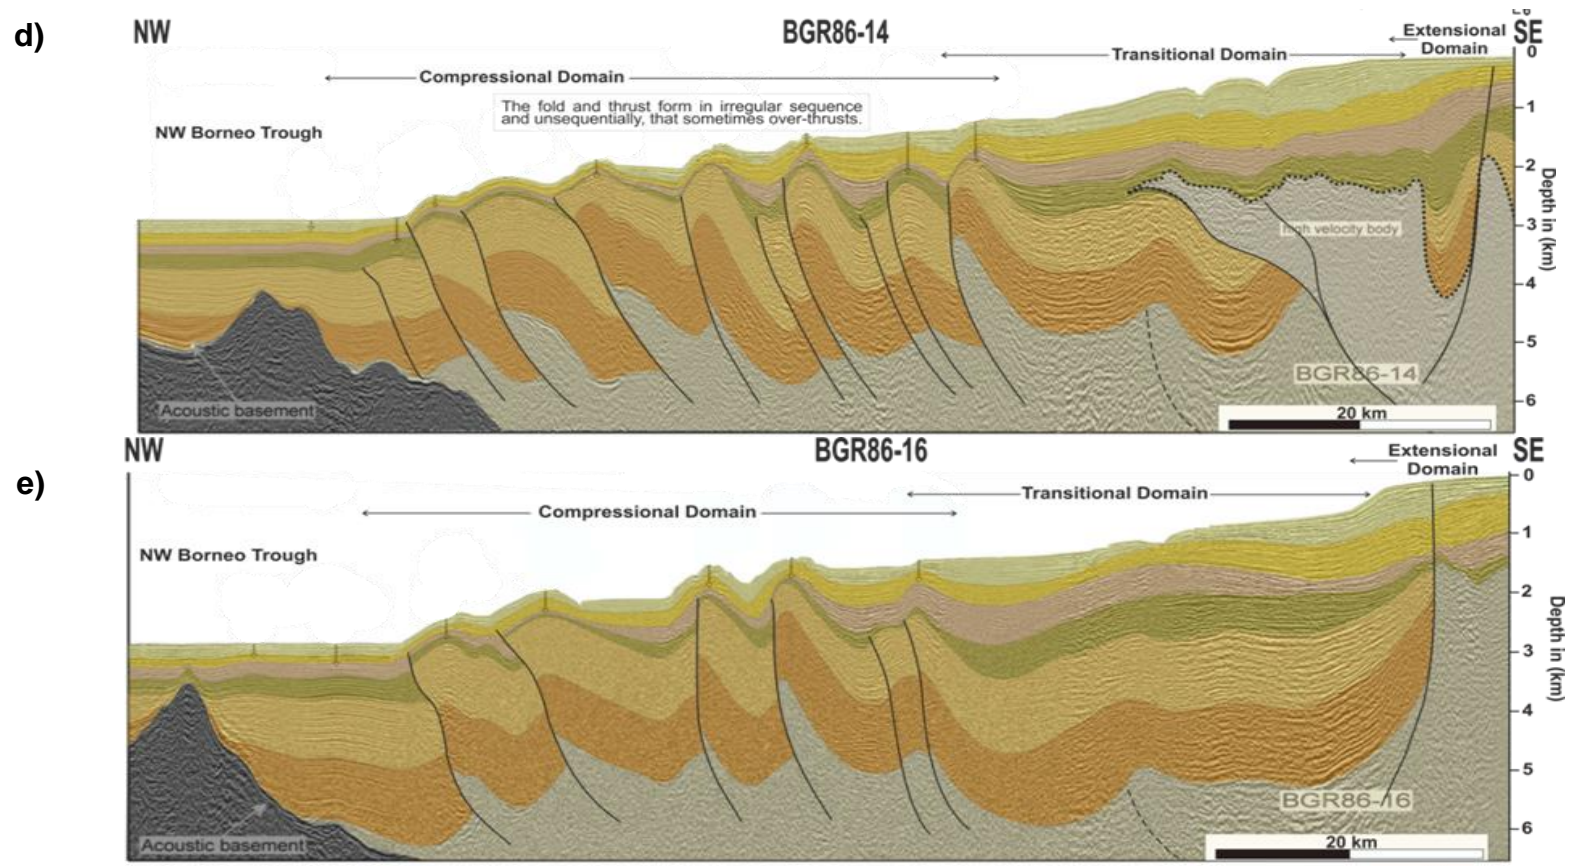 d)
NW
BGR86-14
Extensional
Domain
SE
Transitional Domain
Compressional Domain
The fold and thrust form in irregular sequence
and unsequentially, that sometimes over-thrusts.
NW Borneo Trough
0
1
2
3
4
5
6
Depth in (km)
high velocity body
BGR86-14
Acoustic basement
20 km
e)
NW
BGR86-16
Extensional
Domain
SE
Transitional Domain
Compressional Domain
NW Borneo Trough
0
1
2
3
4
5
6
Depth in (km)
BGR86-16
Acoustic basement
20 km